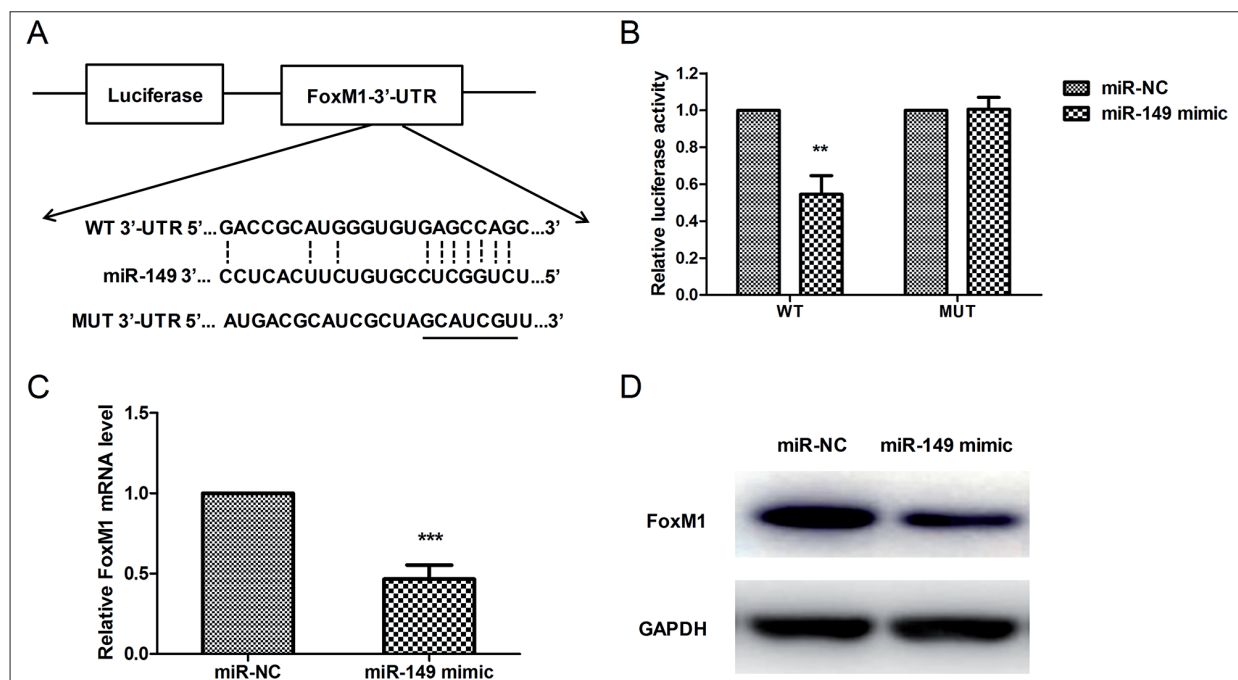 A
Luciferase
FoxM1-3’-UTR
WT 3’-UTR 5’...GACCGCAUGGGUGUGAGCCAGC...3’
miR-149 3’...CCUCACUUCUGUGCCUCGGUCU...5’
MUT 3’-UTR 5’... AUGACGCAUCGCUAGCAUCGUU...3’
B
Relative luciferase activity
1.2
1.0
0.8
0.6
0.4
0.2
0.0
**
WT
MUT
miR-NC
miR-149 mimic
C
Relative FoxM1 mRNA level
1.5
1.0
0.5
0.0
***
miR-NC
miR-149 mimic
D
miR-NC miR-149 mimic
FoxM1
GAPDH